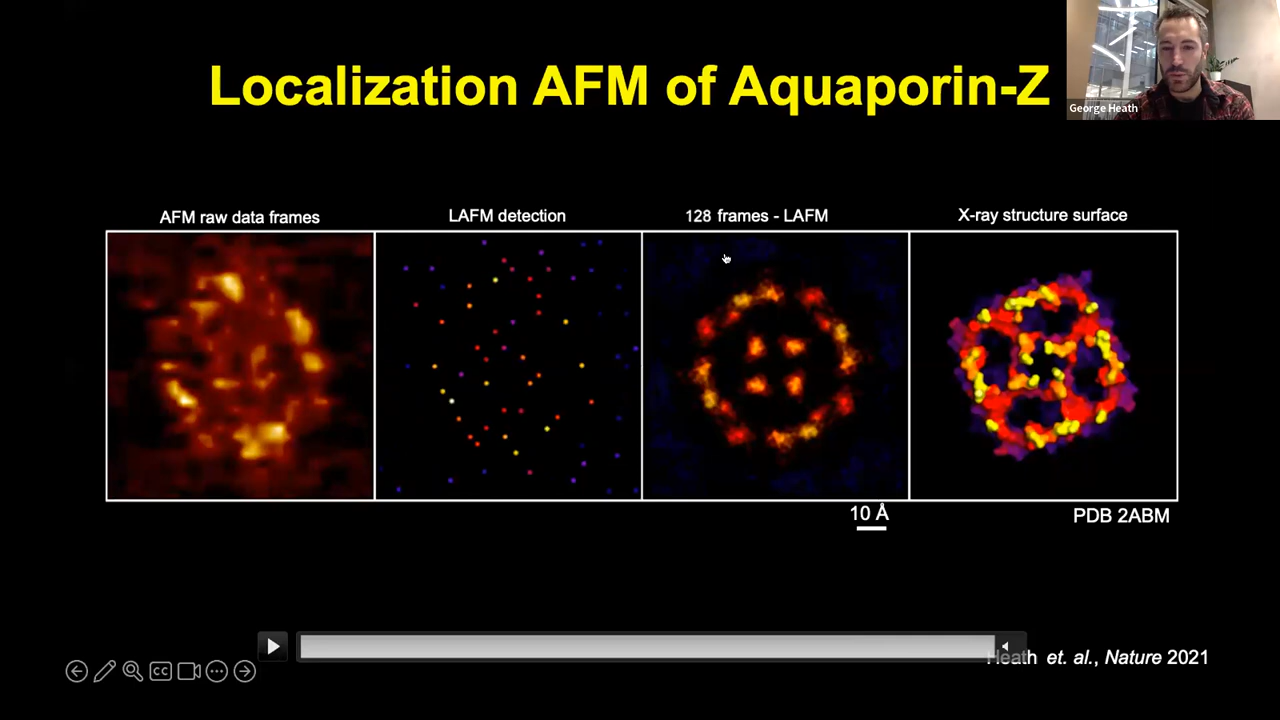 Localization AFM of Aquaporin-Z
George Heath
AFM raw data frames
LAFM detection
128 frames - LAFM
X-ray structure surface
10 Å
PDB 2ABM
CC
Heath et. al., Nature 2021